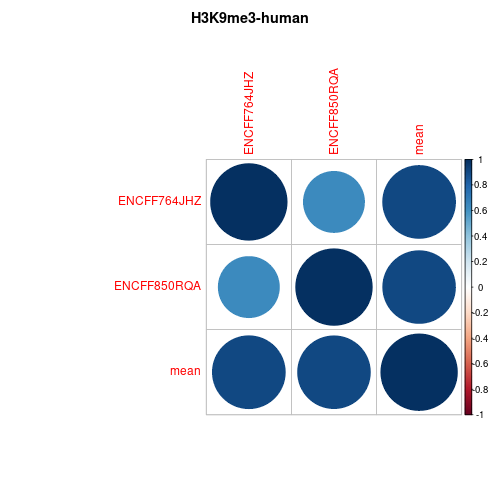 H3K9me3-human
ENCFF764JHZ
ENCFF850RQA
mean
ENCFF764JHZ
ENCFF850RQA
mean
1
0.8
0.6
0.4
0.2
0
-0.2
-0.4
-0.6
-0.8
-1